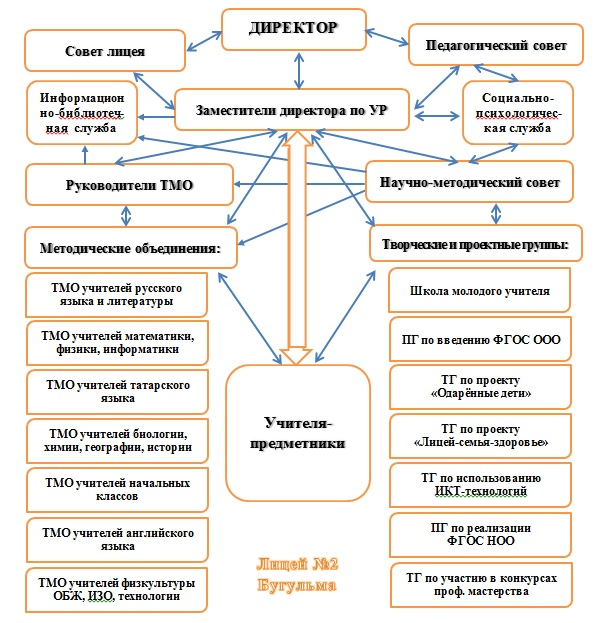 ДИРЕКТОР
Совет лицея
Педагогический совет
Информацион
но-библиотеч
ная служба
Заместители директора по УР
Социально-
психологичес-
кая служба
Руководители ТМО
Научно-методический совет
Методические объединения:
Творческие и проектные группы:
ТМО учителей русского
языка и литературы
ТМО учителей математики,
физики, информатики
ТМО учителей татарского
языка
ТМО учителей биологии,
химии, географии, истории
ТМО учителей начальных
классов
ТМО учителей английского
языка
ТМО учителей физкультуры
ОБЖ, ИЗО, технологии
Учителя-
предметники
Лицей №2
Бугульма
Школа молодого учителя
ПГ по введению ФГОС ООО
ТГ по проекту
«Одарённые дети»
ТГ по проекту
«Лицей-семья-здоровье»
ТГ по использованию
ИКТ-технологий
ПГ по реализации
ФГОС НОО
ТГ по участию в конкурсах
проф. мастерства